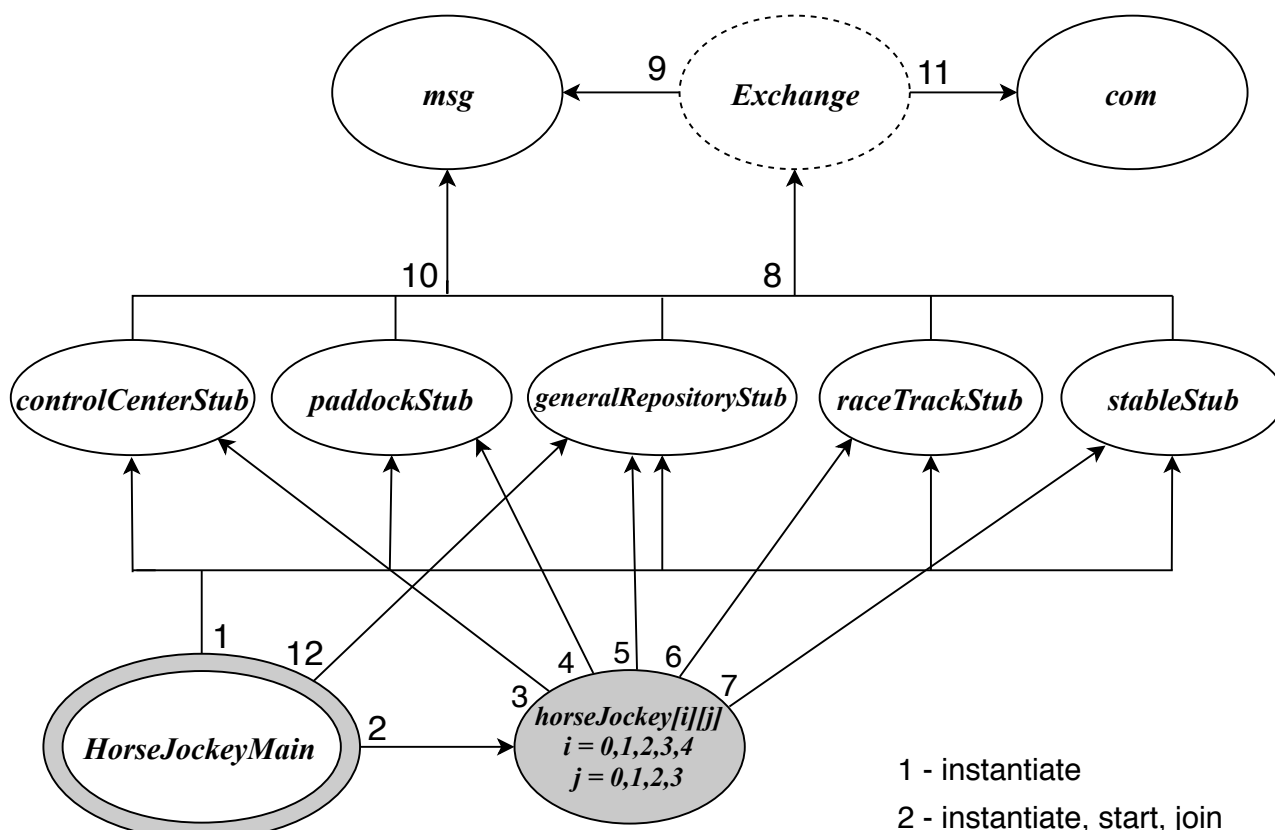 9
11
msg
Exchange
com
10
8
controlCenterStub
paddockStub
generalRepositoryStub
raceTrackStub
stableStub
1
12
2
3
4
5
6
7
HorseJockeyMain
horseJockey[i][j]
i = 0,1,2,3,4
j = 0,1,2,3
1 - instantiate
2 - instantiate, start, join